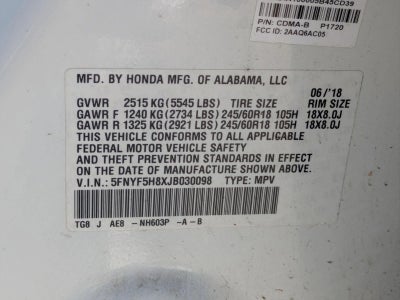 P/N: CDMA-B P1720
FCC ID: 2AAQ6AC05
MFD. BY HONDA MFG. OF ALABAMA, LLC
06 /'18
GVWR 2515 KG (5545 LBS) TIRE SIZE RIM SIZE
GAWR F 1240 KG (2734 LBS) 245/60R18 105H 18X8.0J
GAWR R 1325 KG (2921 LBS) 245/60R18 105H 18X8.0J
THIS VEHICLE CONFORMS TO ALL APPLICABLE
FEDERAL MOTOR VEHICLE SAFETY
AND THEFT PREVENTION STANDARDS IN EFFECT
ON THE DATE OF MANUFACTURE SHOWN ABOVE.
V.I.N.: 5FNYF5H8XJB030098 TYPE: MPV
TG8 J AE8 -NH603P -A-B